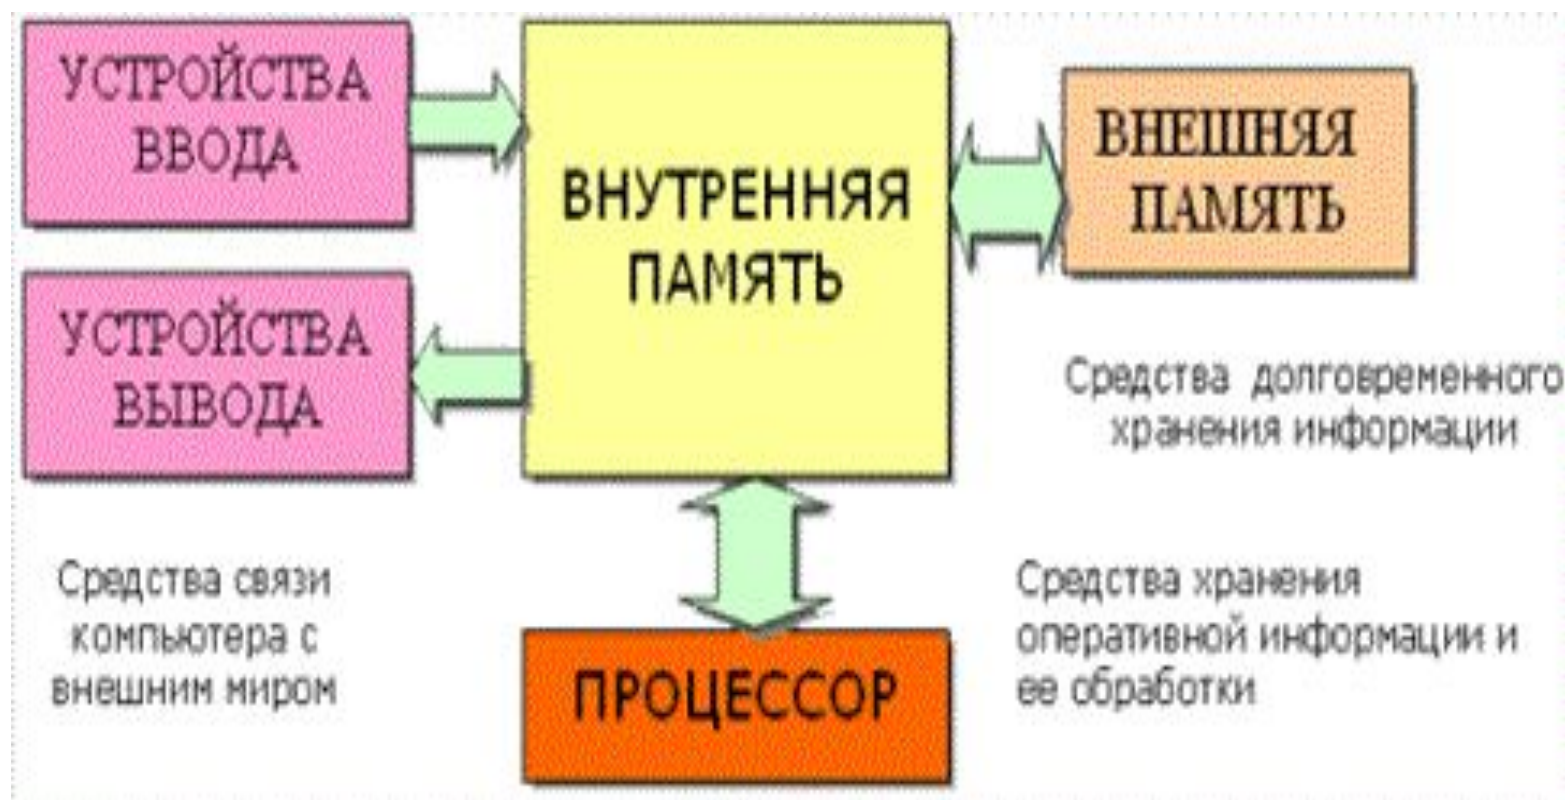 УСТРОЙСТВА
ВВОДА
ВНУТРЕННЯЯ
ПАМЯТЬ
ВНЕШНЯЯ
ПАМЯТЬ
УСТРОЙСТВА
ВЫВОДА
Средства долговременного
хранения информации
Средства связи
компьютера с
внешним миром
Средства хранения
оперативной информации и
ее обработки
ПРОЦЕССОР